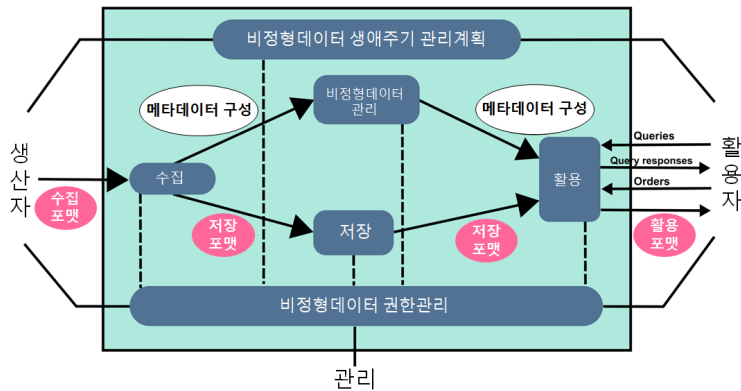 비정형데이터 생애주기 관리계획
메타데이터 구성
비정형데이터
관리
메타데이터 구성
생
산
자
수집
포맷
수집
저장
포맷
저장
저장
포맷
활용
Queries
Query responses
Orders
활용
포맷
활
용
자
비정형데이터 권한관리
관리